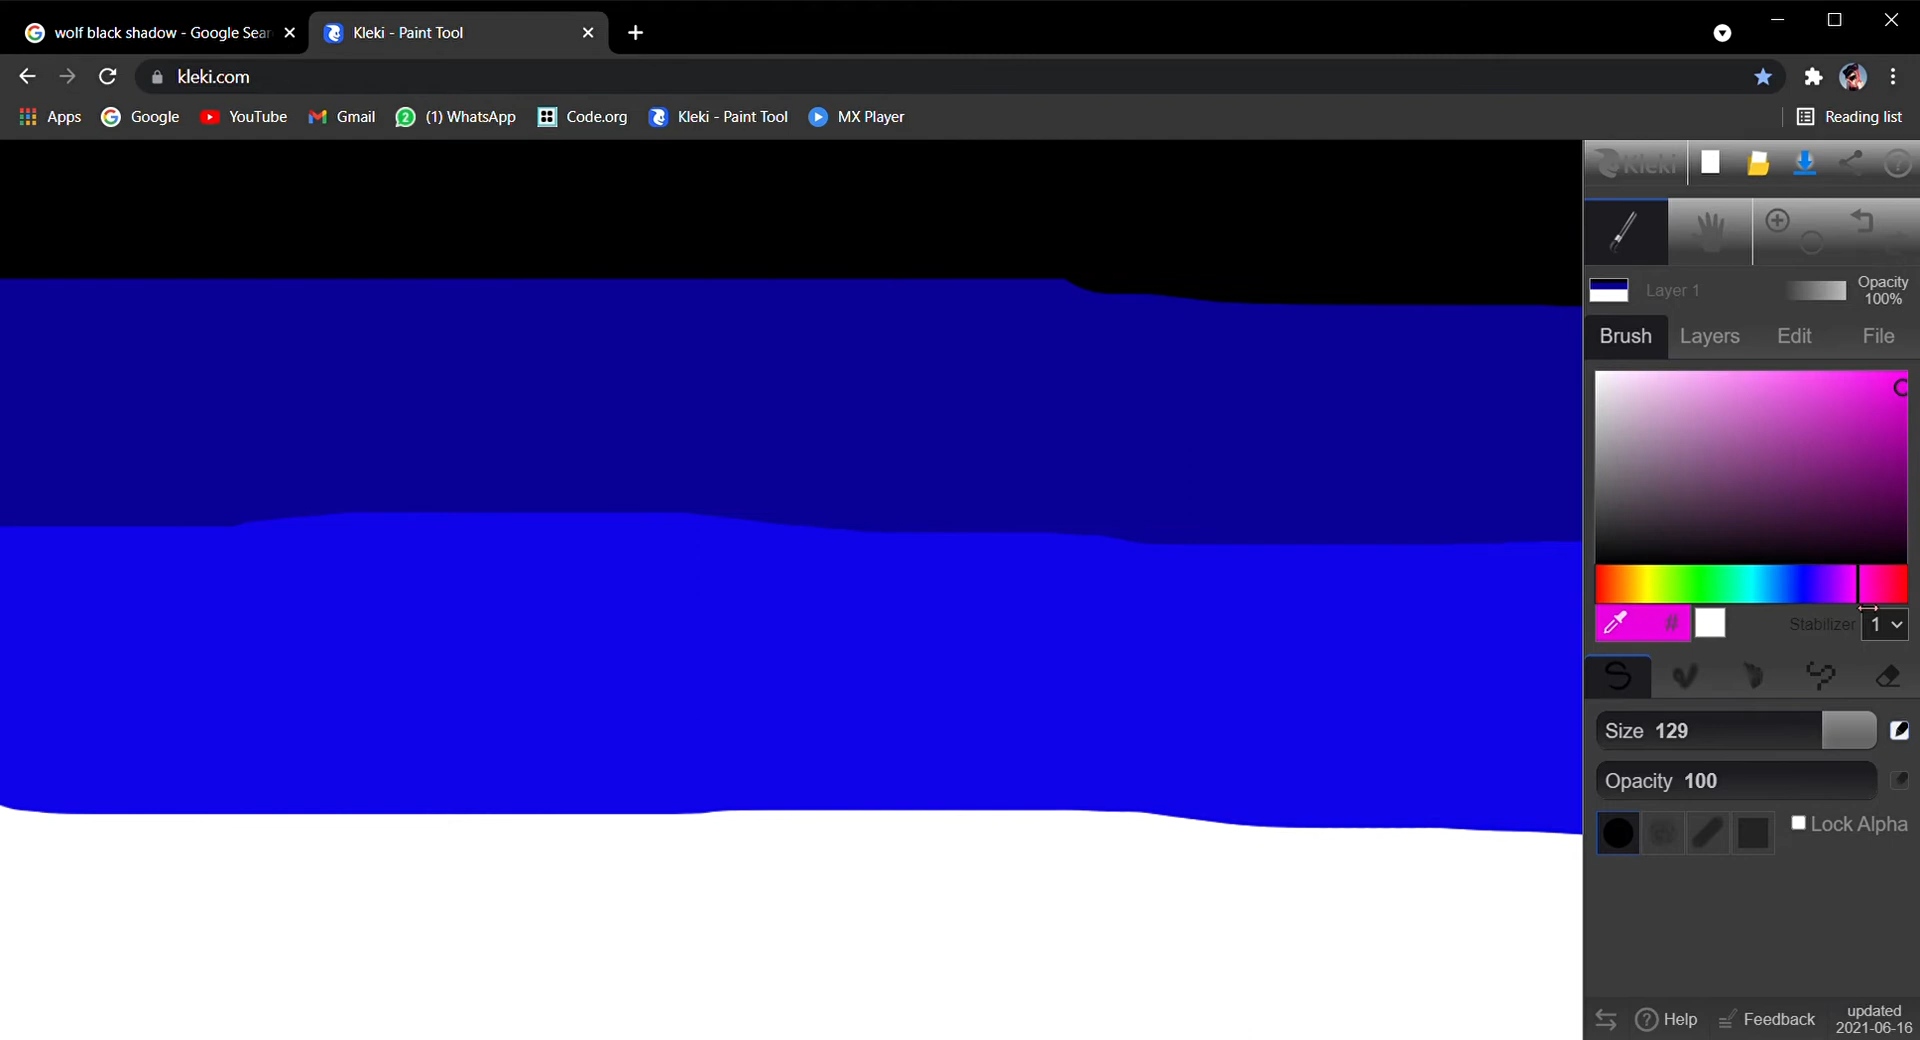 wolf black shadow - Google Sear
Kleki - Paint Tool
kleki.com
Apps
Google
YouTube
Gmail
2
(1) WhatsApp
Code.org
Kleki - Paint Tool
MX Player
Reading list
Kleki
?
Layer 1
Opacity
100%
Brush
Layers
Edit
File
#
Stabilizer
1
Size 129
Opacity 100
Lock Alpha
? Help
Feedback
updated
2021-06-16